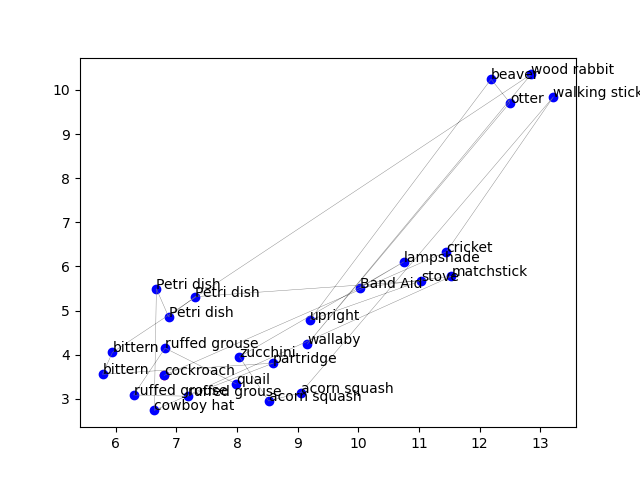 beaver
wood rabbit
otter
walking stick
cricket
lampshade
matchstick
stove
Band Aid
Petri dish
Petri dish
Petri dish
upright
wallaby
bittern
ruffed grouse
zucchini
partridge
bittern
cockroach
quail
ruffed grouse
ruffed grouse
acorn squash
acorn squash
cowboy hat
10
9
8
7
6
5
4
3
6 7 8 9 10 11 12 13